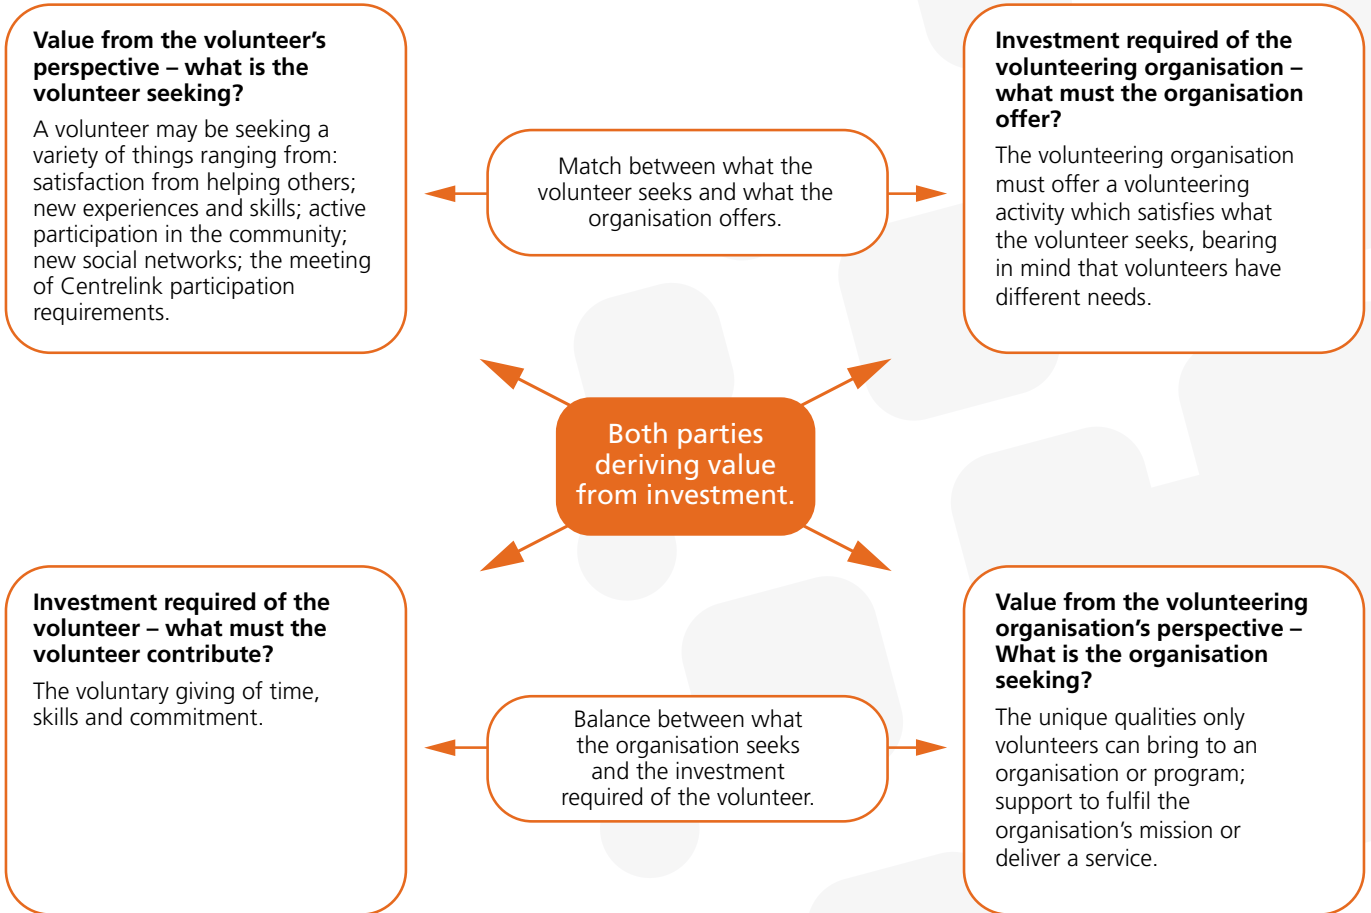 Value from the volunteer’s
perspective – what is the
volunteer seeking?
A volunteer may be seeking a
variety of things ranging from:
satisfaction from helping others;
new experiences and skills; active
participation in the community;
new social networks; the meeting
of Centrelink participation
requirements.
Match between what the
volunteer seeks and what the
organisation offers.
Investment required of the
volunteering organisation –
what must the organisation
offer?
The volunteering organisation
must offer a volunteering
activity which satisfies what
the volunteer seeks, bearing
in mind that volunteers have
different needs.
Both parties
deriving value
from investment.
Investment required of the
volunteer – what must the
volunteer contribute?
The voluntary giving of time,
skills and commitment.
Balance between what
the organisation seeks
and the investment
required of the volunteer.
Value from the volunteering
organisation’s perspective –
What is the organisation
seeking?
The unique qualities only
volunteers can bring to an
organisation or program;
support to fulfil the
organisation’s mission or
deliver a service.